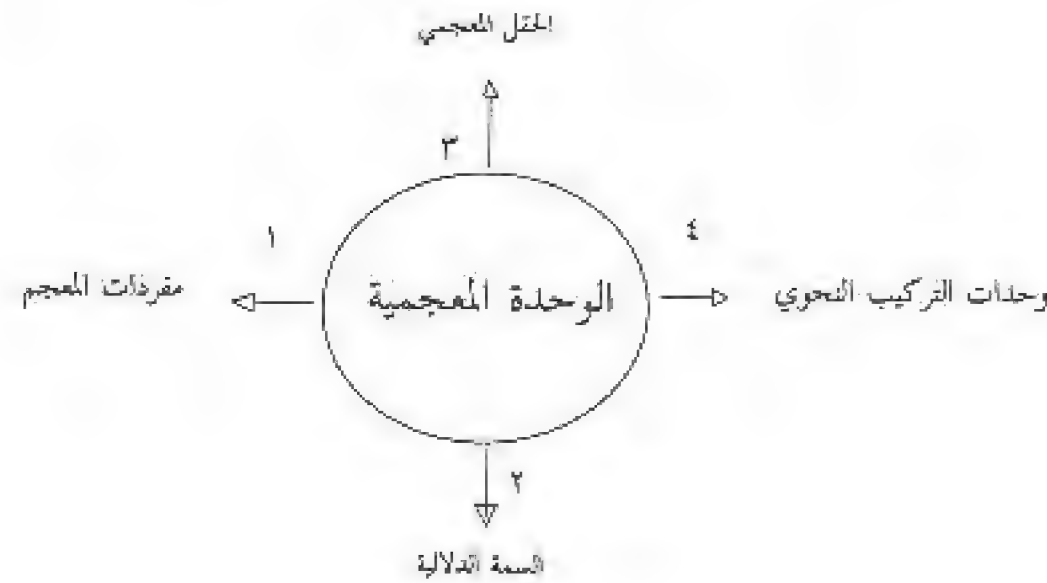 الحقل المعجمي
٣
١
٤
مفردات المعجم
الوحدة المعجمية
وحدات التركيب النحوي
٢
السمة الدلالية